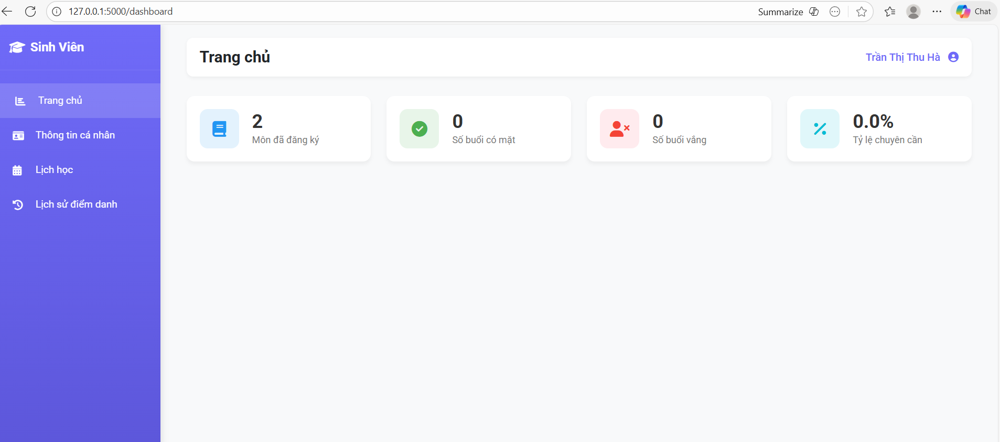 127.0.0.1:5000/dashboard
Summarize
Chat
Sinh Viên
Trang chủ
Thông tin cá nhân
Lịch học
Lịch sử điểm danh
Trang chủ
Trần Thị Thu Hà
2
Môn đã đăng ký
0
Số buổi có mặt
0
Số buổi vắng
0.0%
Tỷ lệ chuyên cần